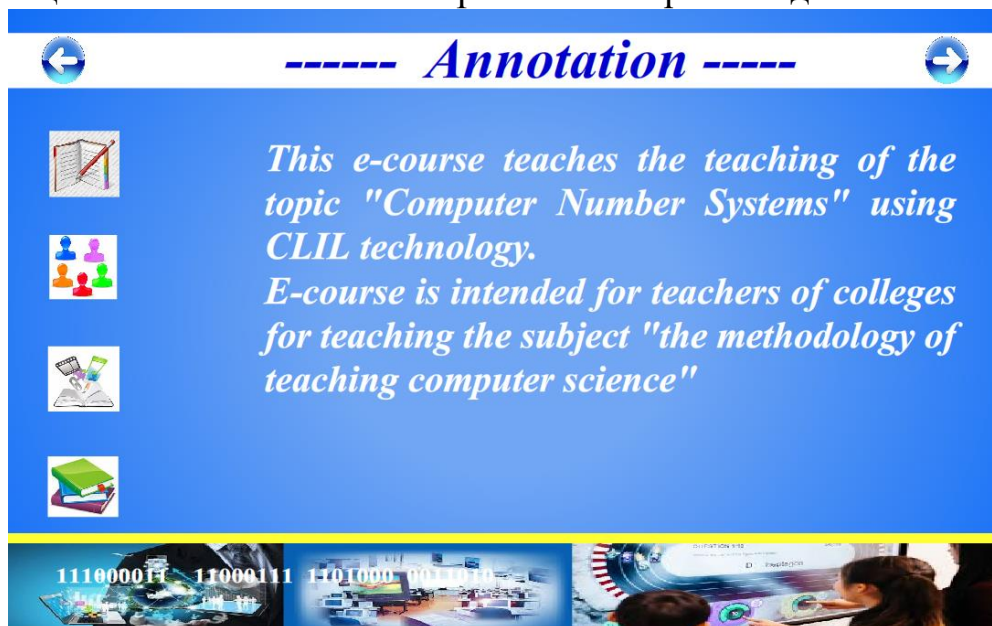 ------ Annotation -----
This e-course teaches the teaching of the
topic "Computer Number Systems" using
CLIL technology.
E-course is intended for teachers of colleges
for teaching the subject "the methodology of
teaching computer science"
11000111 1101000 0011010